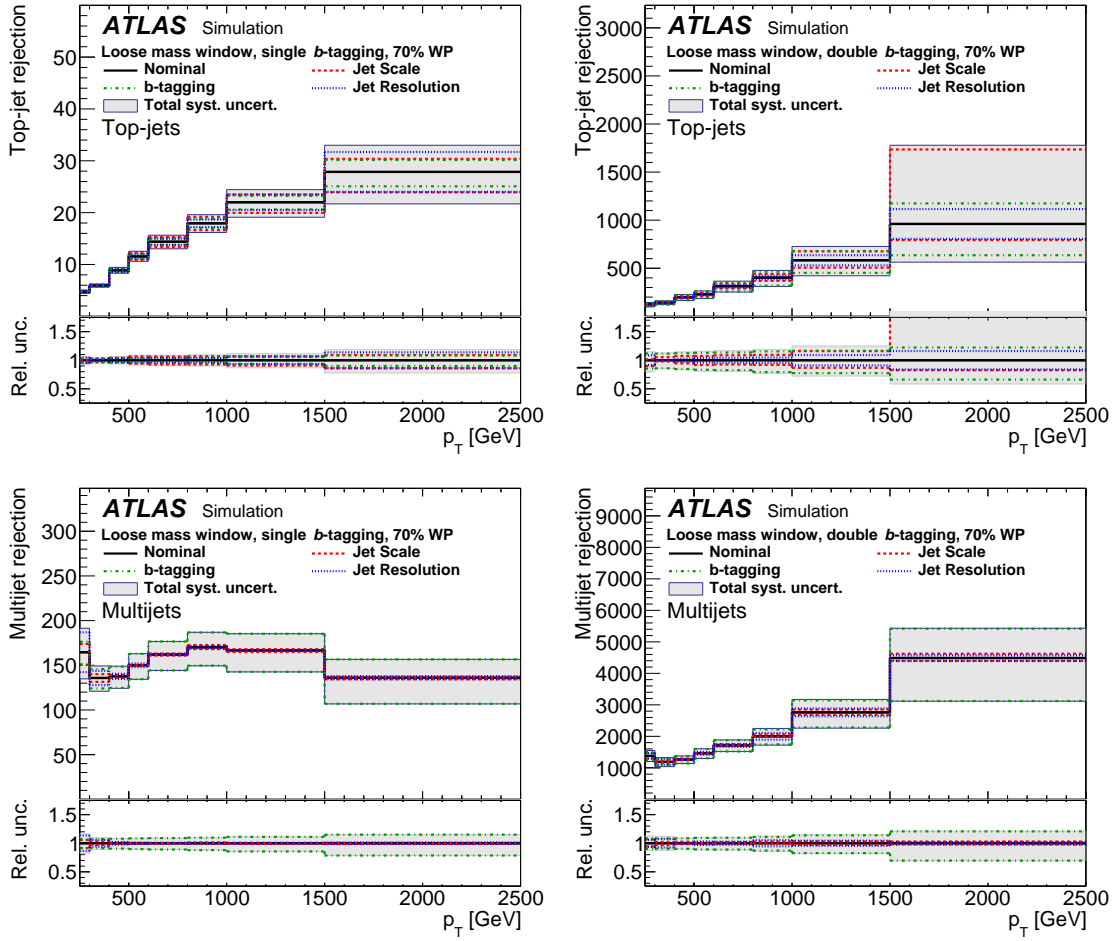 ATLAS Simulation
Loose mass window, single b-tagging, 70% WP
Nominal
Jet Scale
b-tagging
Jet Resolution
Total syst. uncert.
Top-jets
Top-jet rejection
60
50
40
30
20
10
Rel. unc.
1.5
1
0.5
500 1000 1500 2000 2500
pT [GeV]
ATLAS Simulation
Loose mass window, double b-tagging, 70% WP
Nominal
Jet Scale
b-tagging
Jet Resolution
Total syst. uncert.
Top-jets
Top-jet rejection
3000
2500
2000
1500
1000
500
Rel. unc.
1.5
1
0.5
500 1000 1500 2000 2500
pT [GeV]
ATLAS Simulation
Loose mass window, single b-tagging, 70% WP
Nominal
Jet Scale
b-tagging
Jet Resolution
Total syst. uncert.
Multijets
Multijet rejection
300
250
200
150
100
50
Rel. unc.
1.5
1
0.5
500 1000 1500 2000 2500
pT [GeV]
ATLAS Simulation
Loose mass window, double b-tagging, 70% WP
Nominal
Jet Scale
b-tagging
Jet Resolution
Total syst. uncert.
Multijets
Multijet rejection
9000
8000
7000
6000
5000
4000
3000
2000
1000
Rel. unc.
1.5
1
0.5
500 1000 1500 2000 2500
pT [GeV]